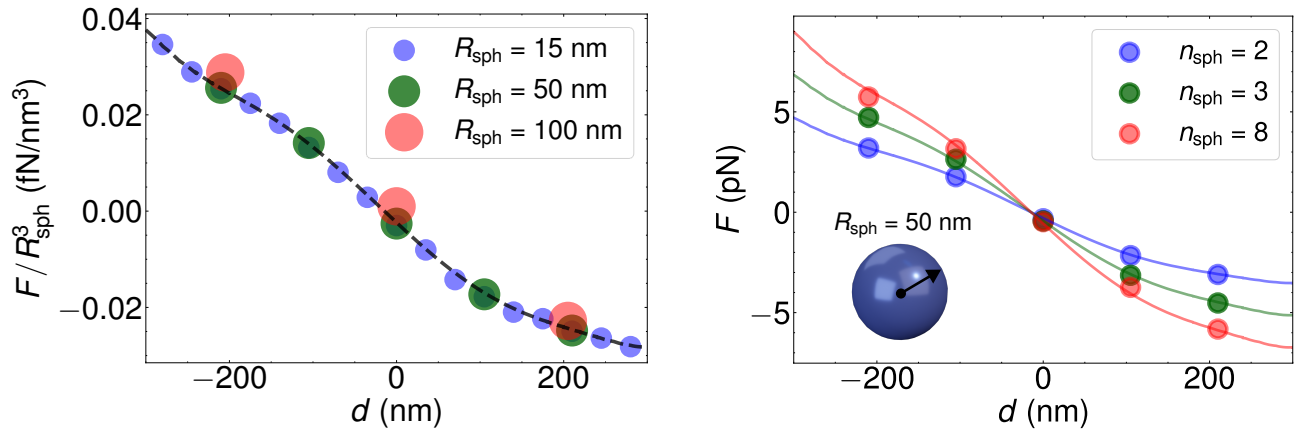 0.04
0.02
0.00
−0.02
F/R³sph (fN/nm³)
Rsph = 15 nm
Rsph = 50 nm
Rsph = 100 nm
−200 0 200
d (nm)
5
0
−5
F (pN)
nsph = 2
nsph = 3
nsph = 8
Rsph = 50 nm
−200 0 200
d (nm)